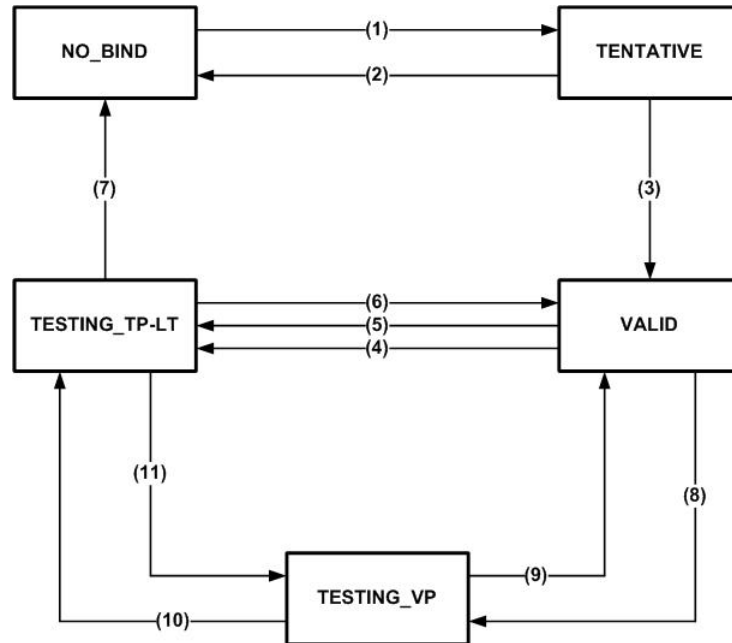 (1)
NO_BIND
TENTATIVE
(2)
(7)
(3)
(6)
TESTING_TP-LT
(5)
VALID
(4)
(11)
(8)
(9)
TESTING_VP
(10)